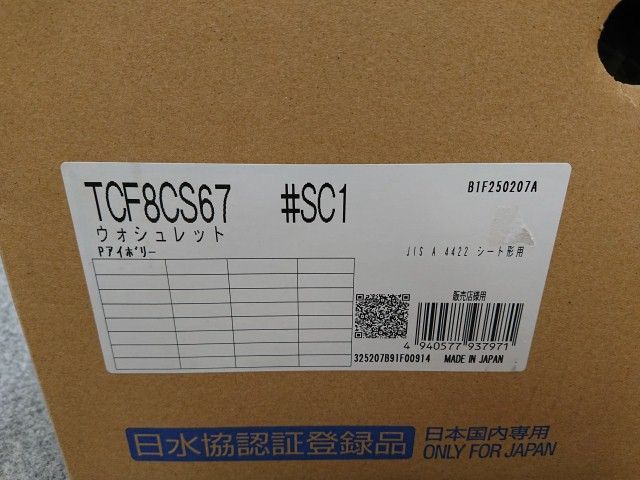 TCF8CS67 #SC1 B1F250207A
ウォシュレット
Pアイボリー JIS A 4422 シート形用
販売店様用
4 940577 937971
325207B91F00914 MADE IN JAPAN
日水協認証登録品 日本国内専用
ONLY FOR JAPAN